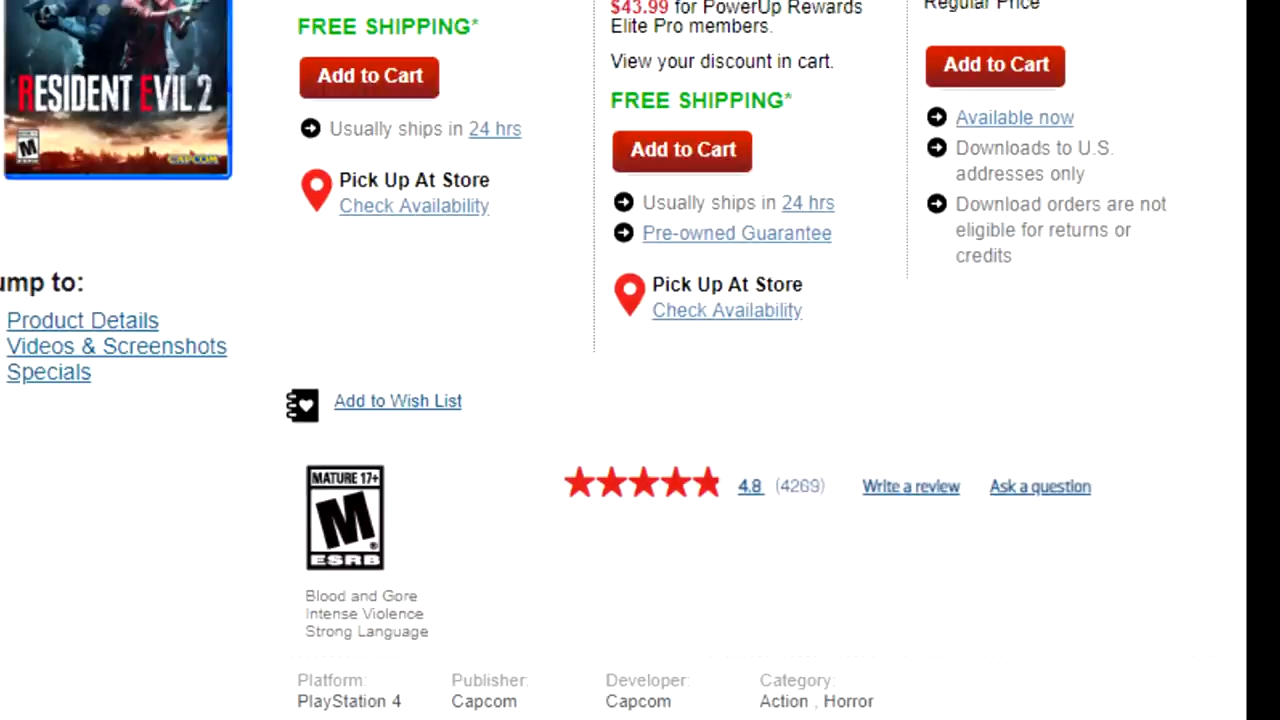 RESIDENT EVIL 2
M
CAPCOM
ump to:
Product Details
Videos & Screenshots
Specials
FREE SHIPPING*
Add to Cart
Usually ships in 24 hrs
Pick Up At Store
Check Availability
$43.99 for PowerUp Rewards
Elite Pro members.
View your discount in cart.
FREE SHIPPING*
Add to Cart
Usually ships in 24 hrs
Pre-owned Guarantee
Pick Up At Store
Check Availability
Regular Price
Add to Cart
Available now
Downloads to U.S.
addresses only
Download orders are not
eligible for returns or
credits
Add to Wish List
MATURE 17+
M
ESRB
Blood and Gore
Intense Violence
Strong Language
4.8 (4269) Write a review Ask a question
Platform: Publisher: Developer: Category:
PlayStation 4 Capcom Capcom Action , Horror